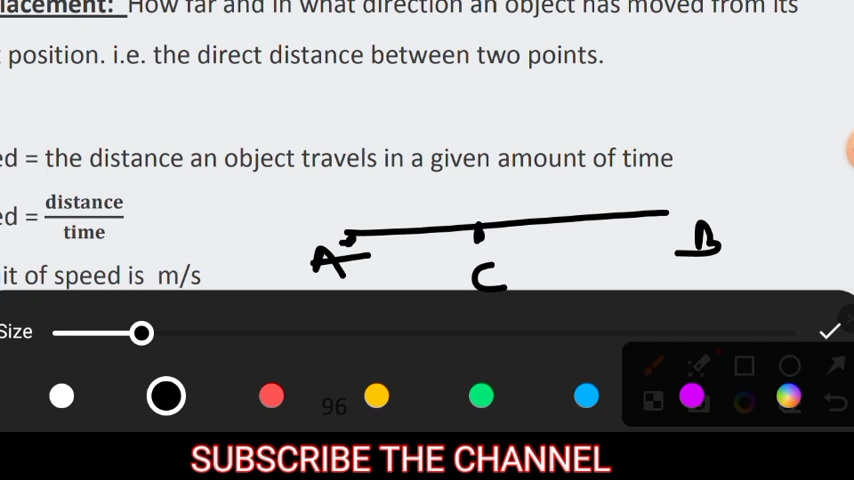 lacement: How far and in what direction an object has moved from its
t position. i.e. the direct distance between two points.
ed = the distance an object travels in a given amount of time
ed = distance
time
A
C
B
nit of speed is m/s
Size
96
SUBSCRIBE THE CHANNEL